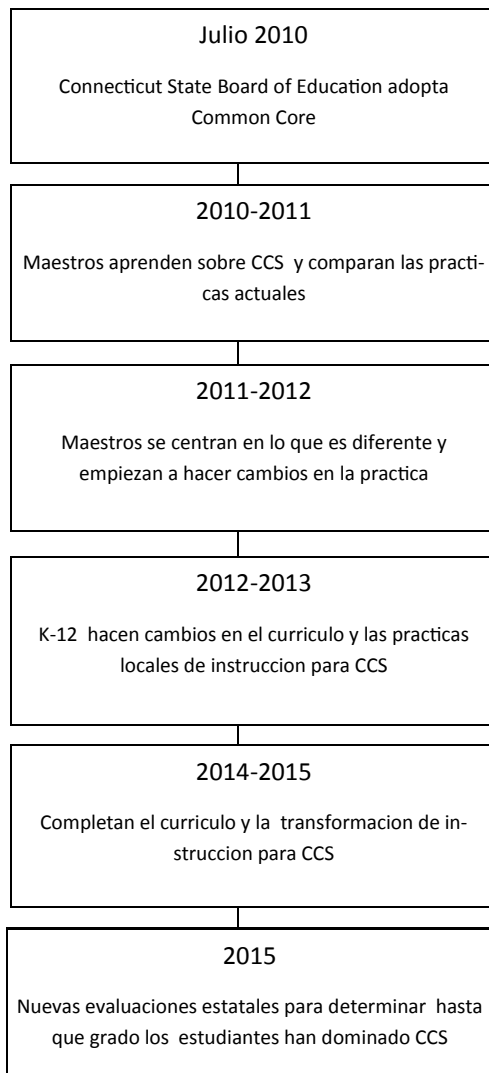 Julio 2010
Connecticut State Board of Education adopta
Common Core
2010-2011
Maestros aprenden sobre CCS y comparan las practi-
cas actuales
2011-2012
Maestros se centran en lo que es diferente y
empiezan a hacer cambios en la practica
2012-2013
K-12 hacen cambios en el curriculo y las practicas
locales de instruccion para CCS
2014-2015
Completan el curriculo y la transformacion de in-
struccion para CCS
2015
Nuevas evaluaciones estatales para determinar hasta
que grado los estudiantes han dominado CCS